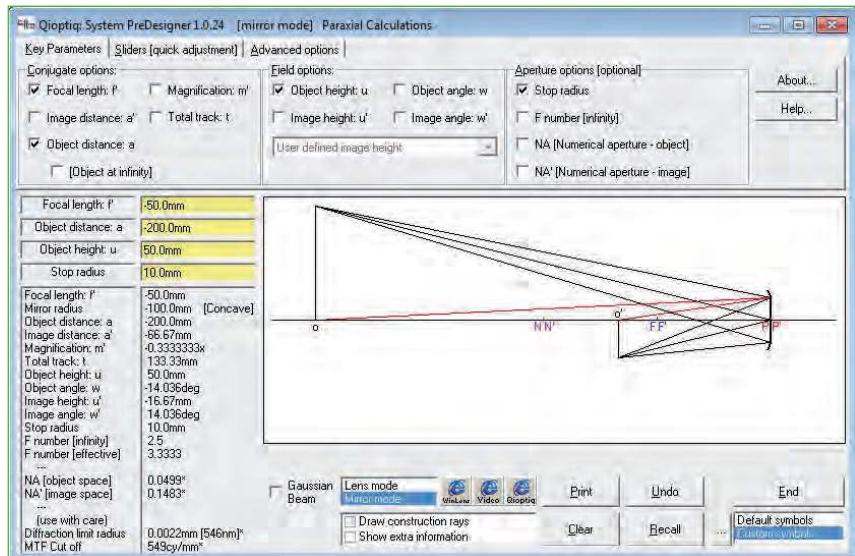 Qioptiq: System PreDesigner 1.0.24 [mirror mode] Paraxial Calculations
Key Parameters Sliders [quick adjustment] Advanced options
Conjugate options:
Focal length: f' Magnification: m'
Image distance: a' Total track: t
Object distance: a
[Object at infinity]
Field options:
Object height: u Object angle: w
Image height: u' Image angle: w'
User defined image height
Aperture options [optional]
Stop radius
F number [infinity]
NA [Numerical aperture - object]
NA' [Numerical aperture - image]
About...
Help...
Focal length: f' -50.0mm
Object distance: a -200.0mm
Object height: u 50.0mm
Stop radius 10.0mm
Focal length: f' -50.0mm
Mirror radius -100.0mm [Concave]
Object distance: a -200.0mm
Image distance: a' -66.67mm
Magnification: m' -0.3333333x
Total track: t 133.33mm
Object height: u 50.0mm
Object angle: w -14.036deg
Image height: u' -16.67mm
Image angle: w' 14.036deg
Stop radius 10.0mm
F number [infinity] 2.5
F number [effective] 3.3333
...
NA [object space] 0.0499*
NA' [image space] 0.1483*
...
(use with care)
Diffraction limit radius 0.0022mm [546nm]*
MTF Cut off 549cy/mm*
O N N' O' F F' P P'
Gaussian Beam
Lens mode
Mirror mode
WinLens Video Qioptiq
Draw construction rays
Show extra information
Print Undo End
Clear Recall ...
Default symbols
Custom symbols